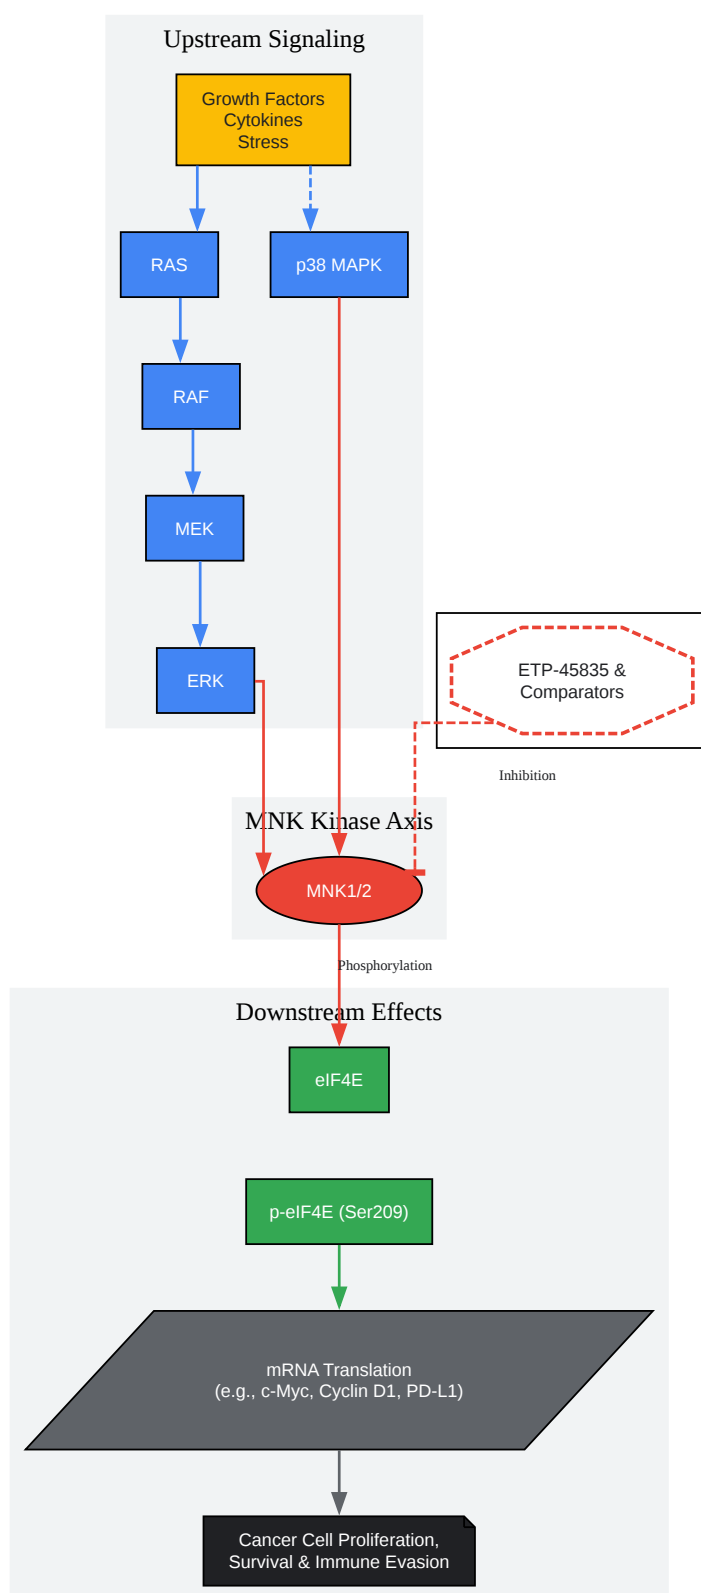 Upstream Signaling
Growth Factors
Cytokines
Stress
RAS
p38 MAPK
RAF
MEK
ERK
ETP-45835 &
Comparators
Inhibition
MNK Kinase Axis
MNK1/2
Phosphorylation
Downstream Effects
eIF4E
p-eIF4E (Ser209)
mRNA Translation
(e.g., c-Myc, Cyclin D1, PD-L1)
Cancer Cell Proliferation,
Survival & Immune Evasion